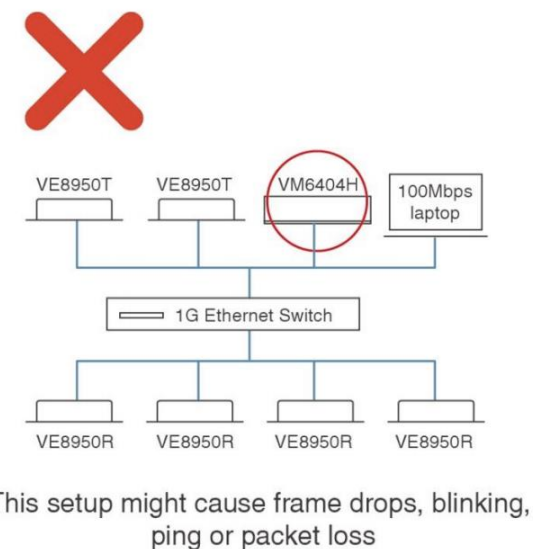 VE8950T VE8950T VM6404H 100Mbps
laptop
1G Ethernet Switch
VE8950R VE8950R VE8950R VE8950R
This setup might cause frame drops, blinking,
ping or packet loss